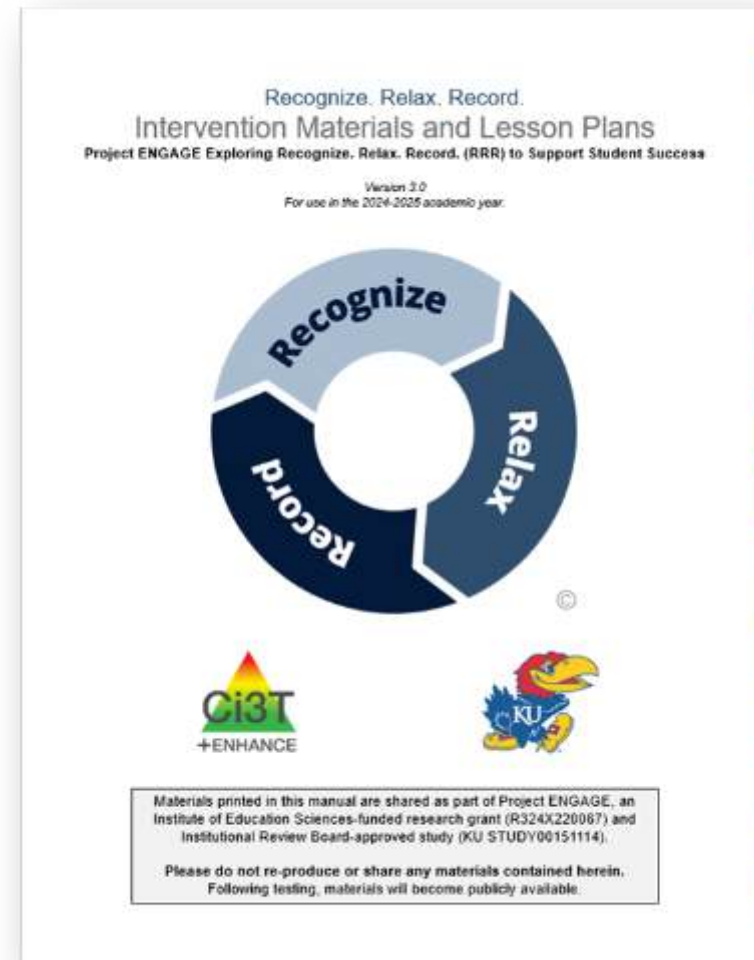 Recognize. Relax. Record.
Intervention Materials and Lesson Plans
Project ENGAGE Exploring Recognize. Relax. Record. (RRR) to Support Student Success
Version 3.0
For use in the 2024-2025 academic year.
Recognize
Relax
Record
©
Ci3T
+ENHANCE
KU
Materials printed in this manual are shared as part of Project ENGAGE, an
Institute of Education Sciences-funded research grant (R324X220067) and
Institutional Review Board-approved study (KU STUDY00151114).
Please do not re-produce or share any materials contained herein.
Following testing, materials will become publicly available.